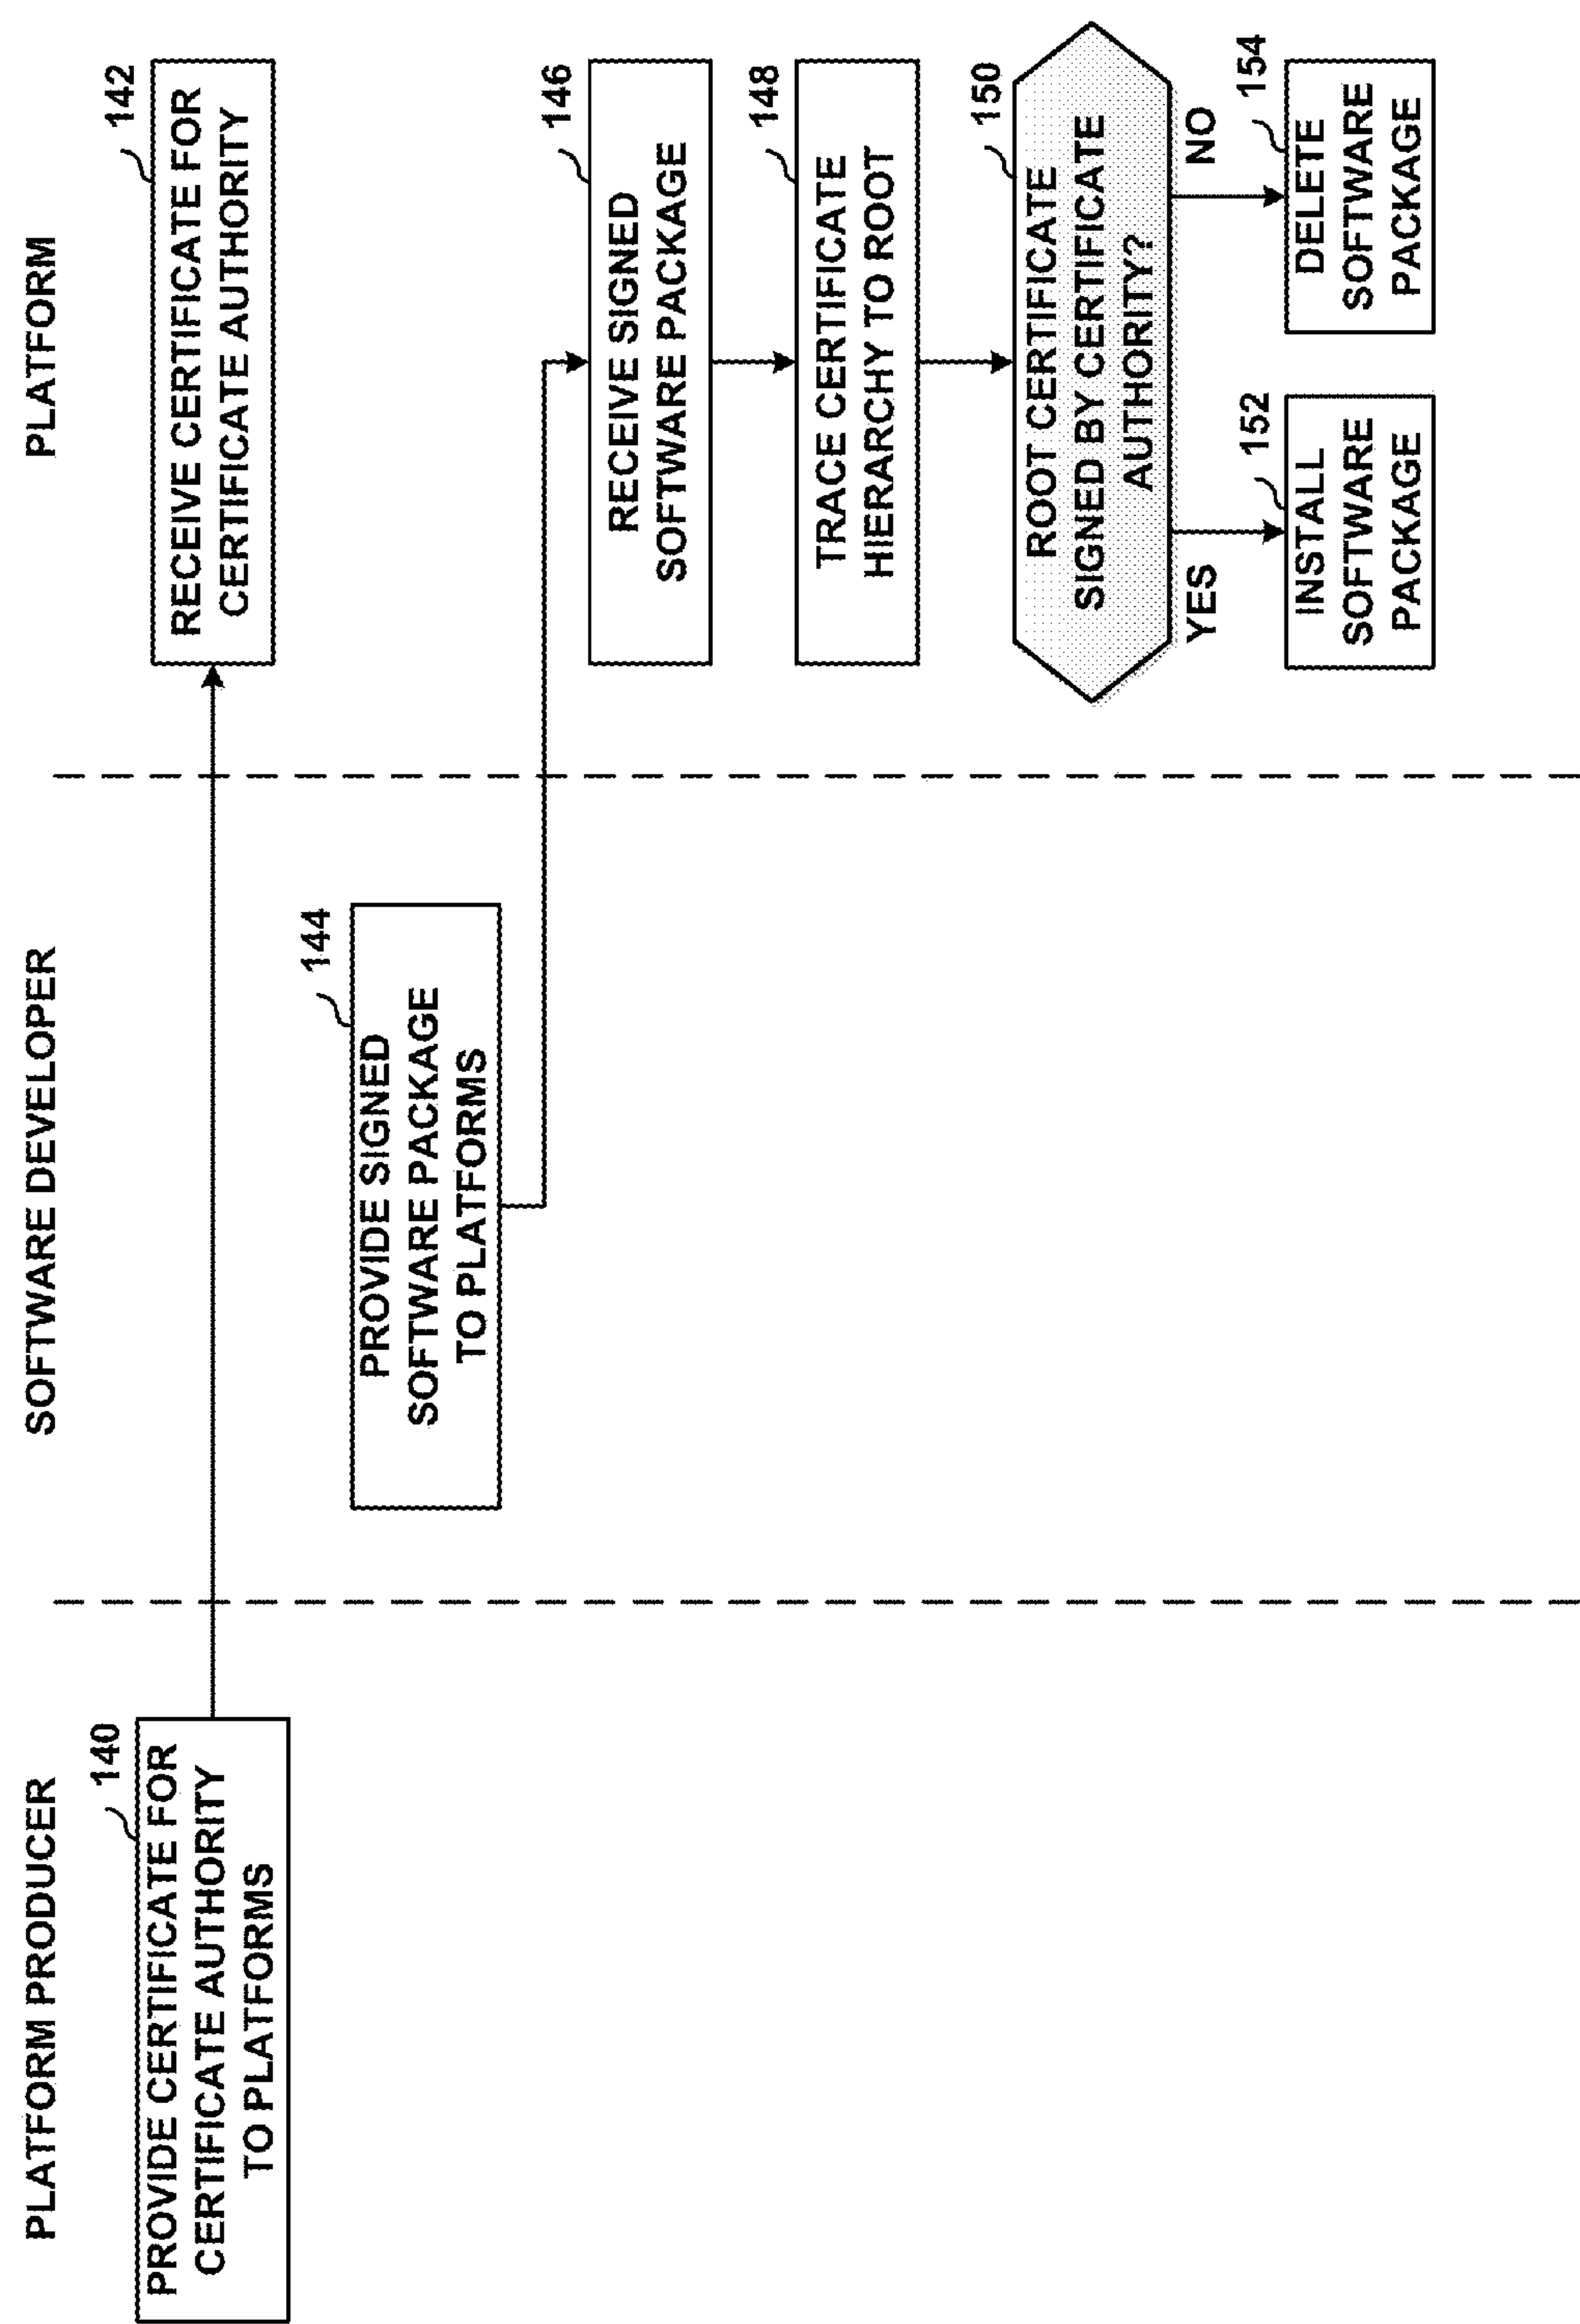 PLATFORM PRODUCER
SOFTWARE DEVELOPER
PLATFORM
140
PROVIDE CERTIFICATE FOR
CERTIFICATE AUTHORITY
TO PLATFORMS
142
RECEIVE CERTIFICATE FOR
CERTIFICATE AUTHORITY
144
PROVIDE SIGNED
SOFTWARE PACKAGE
TO PLATFORMS
146
RECEIVE SIGNED
SOFTWARE PACKAGE
148
TRACE CERTIFICATE
HIERARCHY TO ROOT
150
ROOT CERTIFICATE
SIGNED BY CERTIFICATE
AUTHORITY?
YES
NO
152
INSTALL
SOFTWARE
PACKAGE
154
DELETE
SOFTWARE
PACKAGE